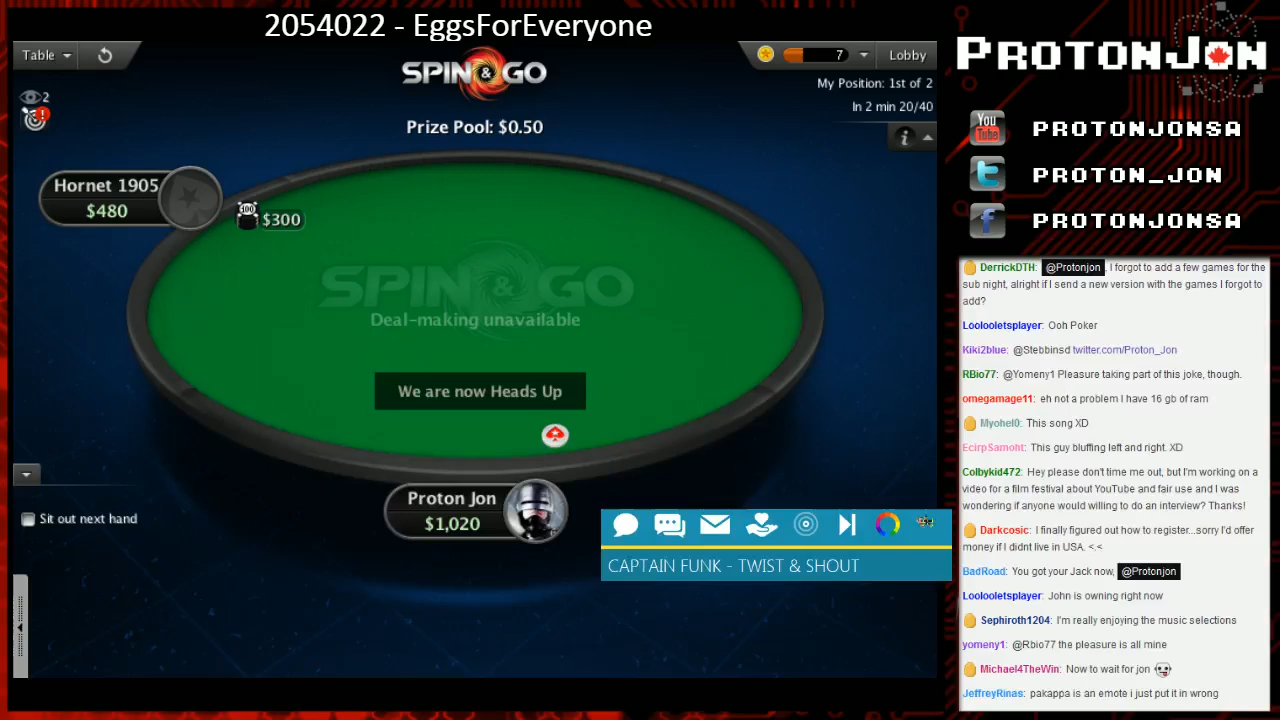 2054022 - EggsForEveryone
Table
7
Lobby
SPIN & GO
My Position: 1st of 2
2
In 2 min 20/40
Prize Pool: $0.50
Hornet 1905
$480
100
$300
SPIN & GO
Deal-making unavailable
We are now Heads Up
Sit out next hand
Proton Jon
$1,020
CAPTAIN FUNK - TWIST & SHOUT
PROTONJON
You Tube
PROTONJONSA
PROTON_JON
PROTONJONSA
DerrickDTH: @Protonjon, I forgot to add a few games for the
sub night, alright if I send a new version with the games I forgot to
add?
Loolooletsplayer: Ooh Poker
Kiki2blue: @Stebbinsd twitter.com/Proton_Jon
RBio77: @Yomeny1 Pleasure taking part of this joke, though.
omegamage11: eh not a problem I have 16 gb of ram
Myohel0: This song XD
EcirpSamoht: This guy bluffing left and right. XD
Colbykid472: Hey please don't time me out, but I'm working on a
video for a film festival about YouTube and fair use and I was
wondering if anyone would willing to do an interview? Thanks!
Darkcosic: I finally figured out how to register...sorry I'd offer
money if I didnt live in USA. <.<
BadRoad: You got your Jack now, @Protonjon
Loolooletsplayer: John is owning right now
Sephiroth1204: I'm really enjoying the music selections
yomeny1: @Rbio77 the pleasure is all mine
Michael4TheWin: Now to wait for jon
JeffreyRinas: pakappa is an emote i just put it in wrong